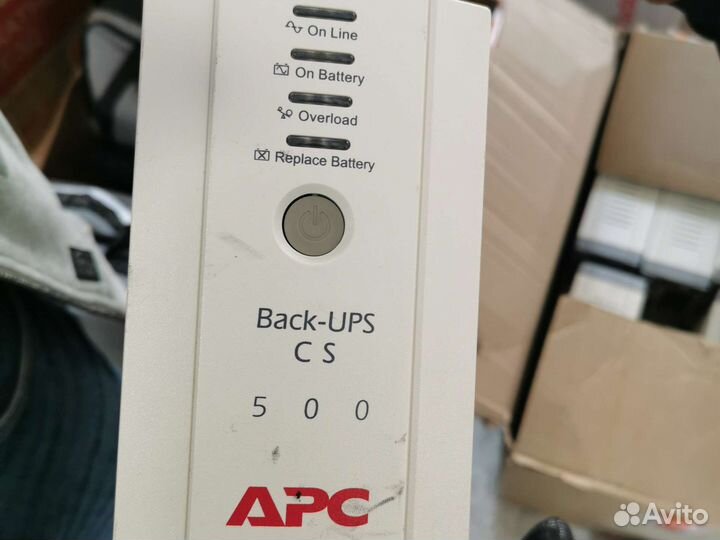 On Line
On Battery
Overload
Replace Battery
Back-UPS
CS
500
APC
Avito